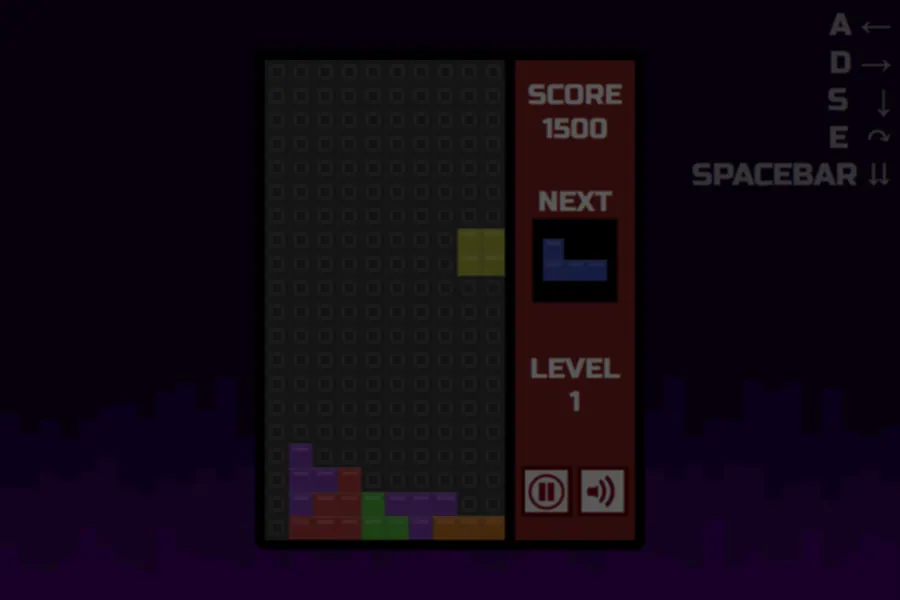 A ←
D →
S ↓
E ↷
SPACEBAR ⇊
SCORE
1500
NEXT
LEVEL
1